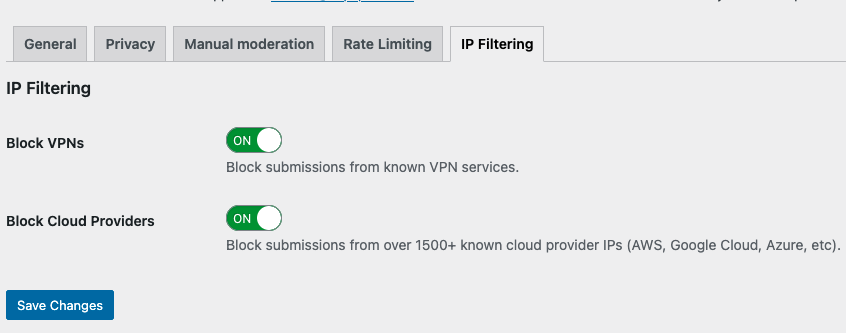 General
Privacy
Manual moderation
Rate Limiting
IP Filtering
IP Filtering
Block VPNs
ON
Block submissions from known VPN services.
Block Cloud Providers
ON
Block submissions from over 1500+ known cloud provider IPs (AWS, Google Cloud, Azure, etc).
Save Changes